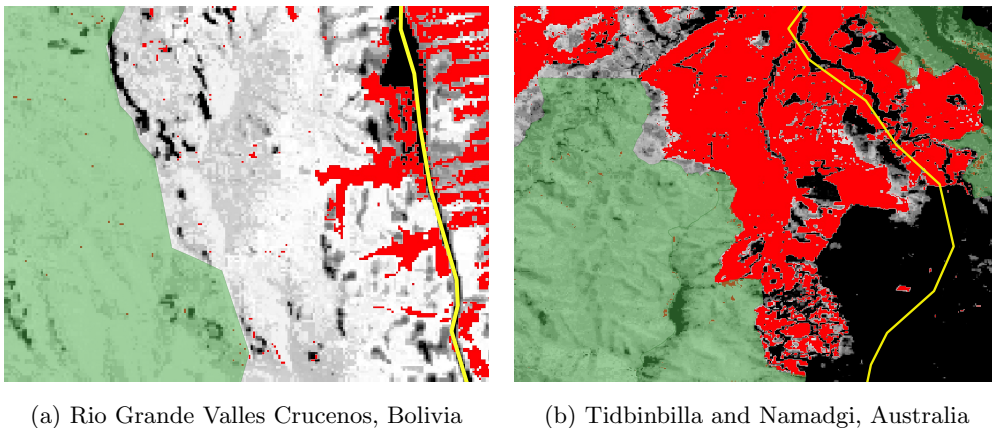 (a) Rio Grande Valles Crucenos, Bolivia
(b) Tidbinbilla and Namadgi, Australia